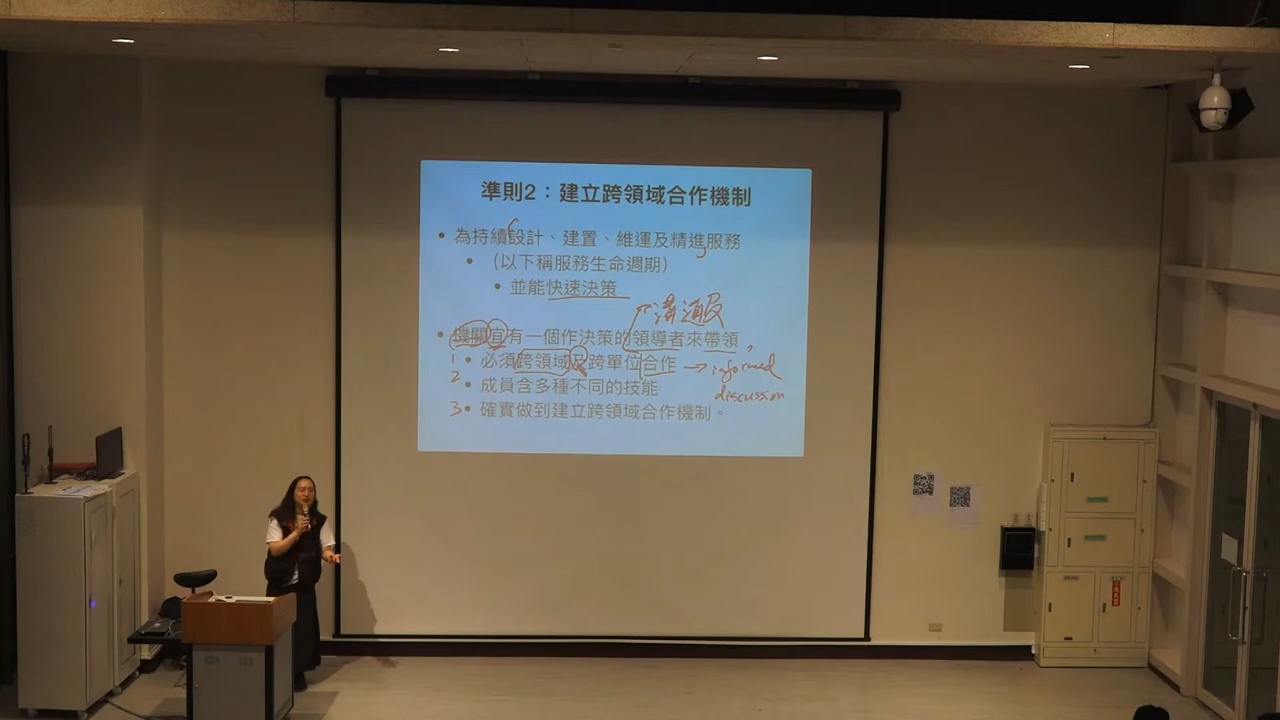 準則2：建立跨領域合作機制
• 為持續設計、建置、維運及精進服務
• (以下稱服務生命週期)
• 並能快速決策
溝通
• 機關宜有一個作決策的領導者來帶領，
1 • 必須跨領域及跨單位合作 → informed
2 • 成員含多種不同的技能
discussion
3 • 確實做到建立跨領域合作機制。